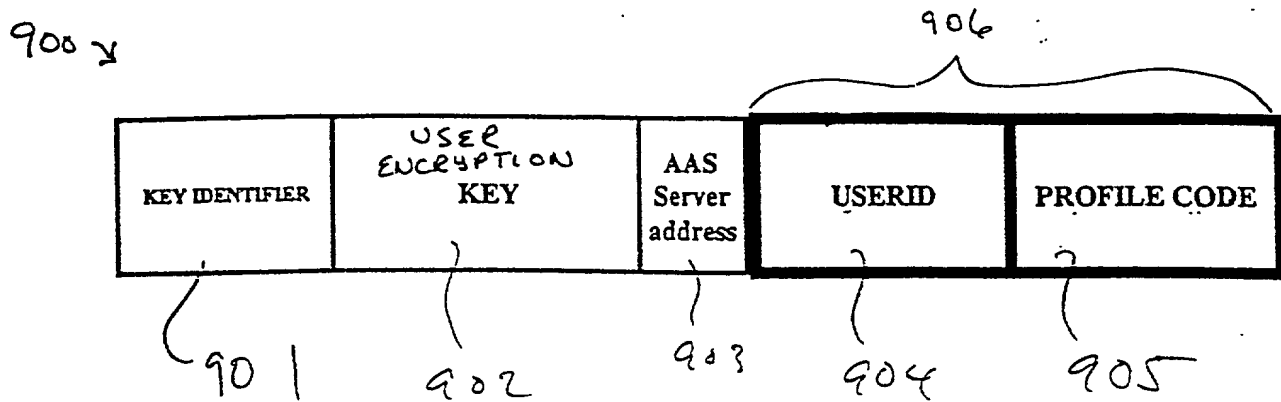 900
906
KEY IDENTIFIER
USER
ENCRYPTION
KEY
AAS
Server
address
USERID
PROFILE CODE
901
902
903
904
905